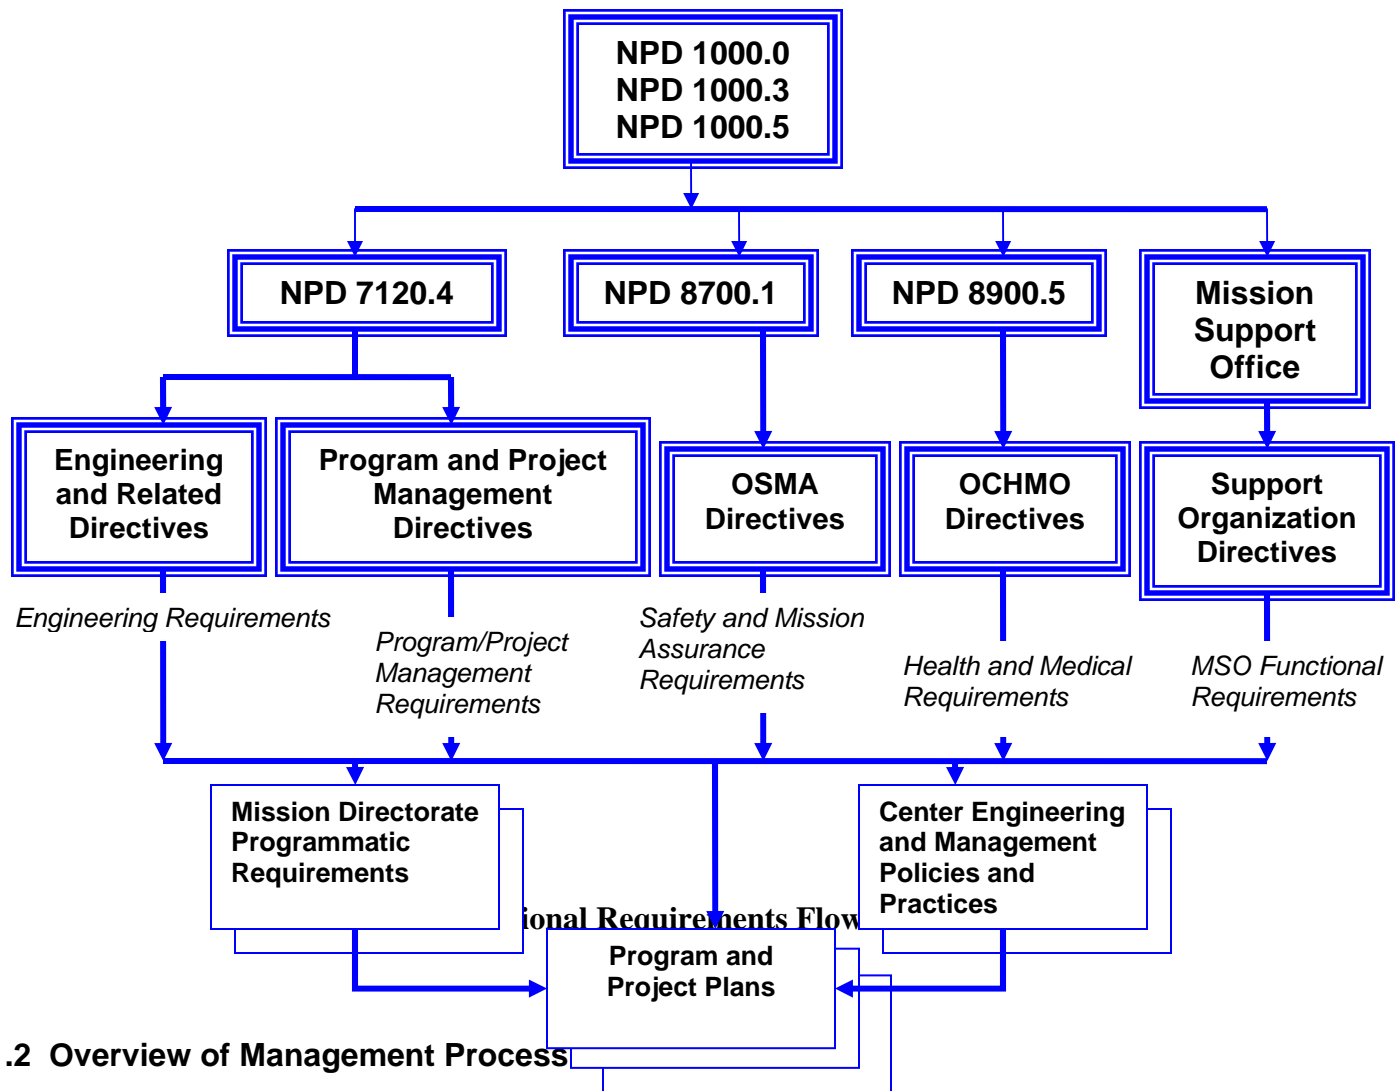 NPD 1000.0
NPD 1000.3
NPD 1000.5
NPD 7120.4
NPD 8700.1
NPD 8900.5
Mission
Support
Office
Engineering
and Related
Directives
Program and Project
Management
Directives
OSMA
Directives
OCHMO
Directives
Support
Organization
Directives
Engineering Requirements
Program/Project
Management
Requirements
Safety and Mission
Assurance
Requirements
Health and Medical
Requirements
MSO Functional
Requirements
Mission Directorate
Programmatic
Requirements
Center Engineering
and Management
Policies and
Practices
ional Requirements Flow
Program and
Project Plans
.2 Overview of Management Process